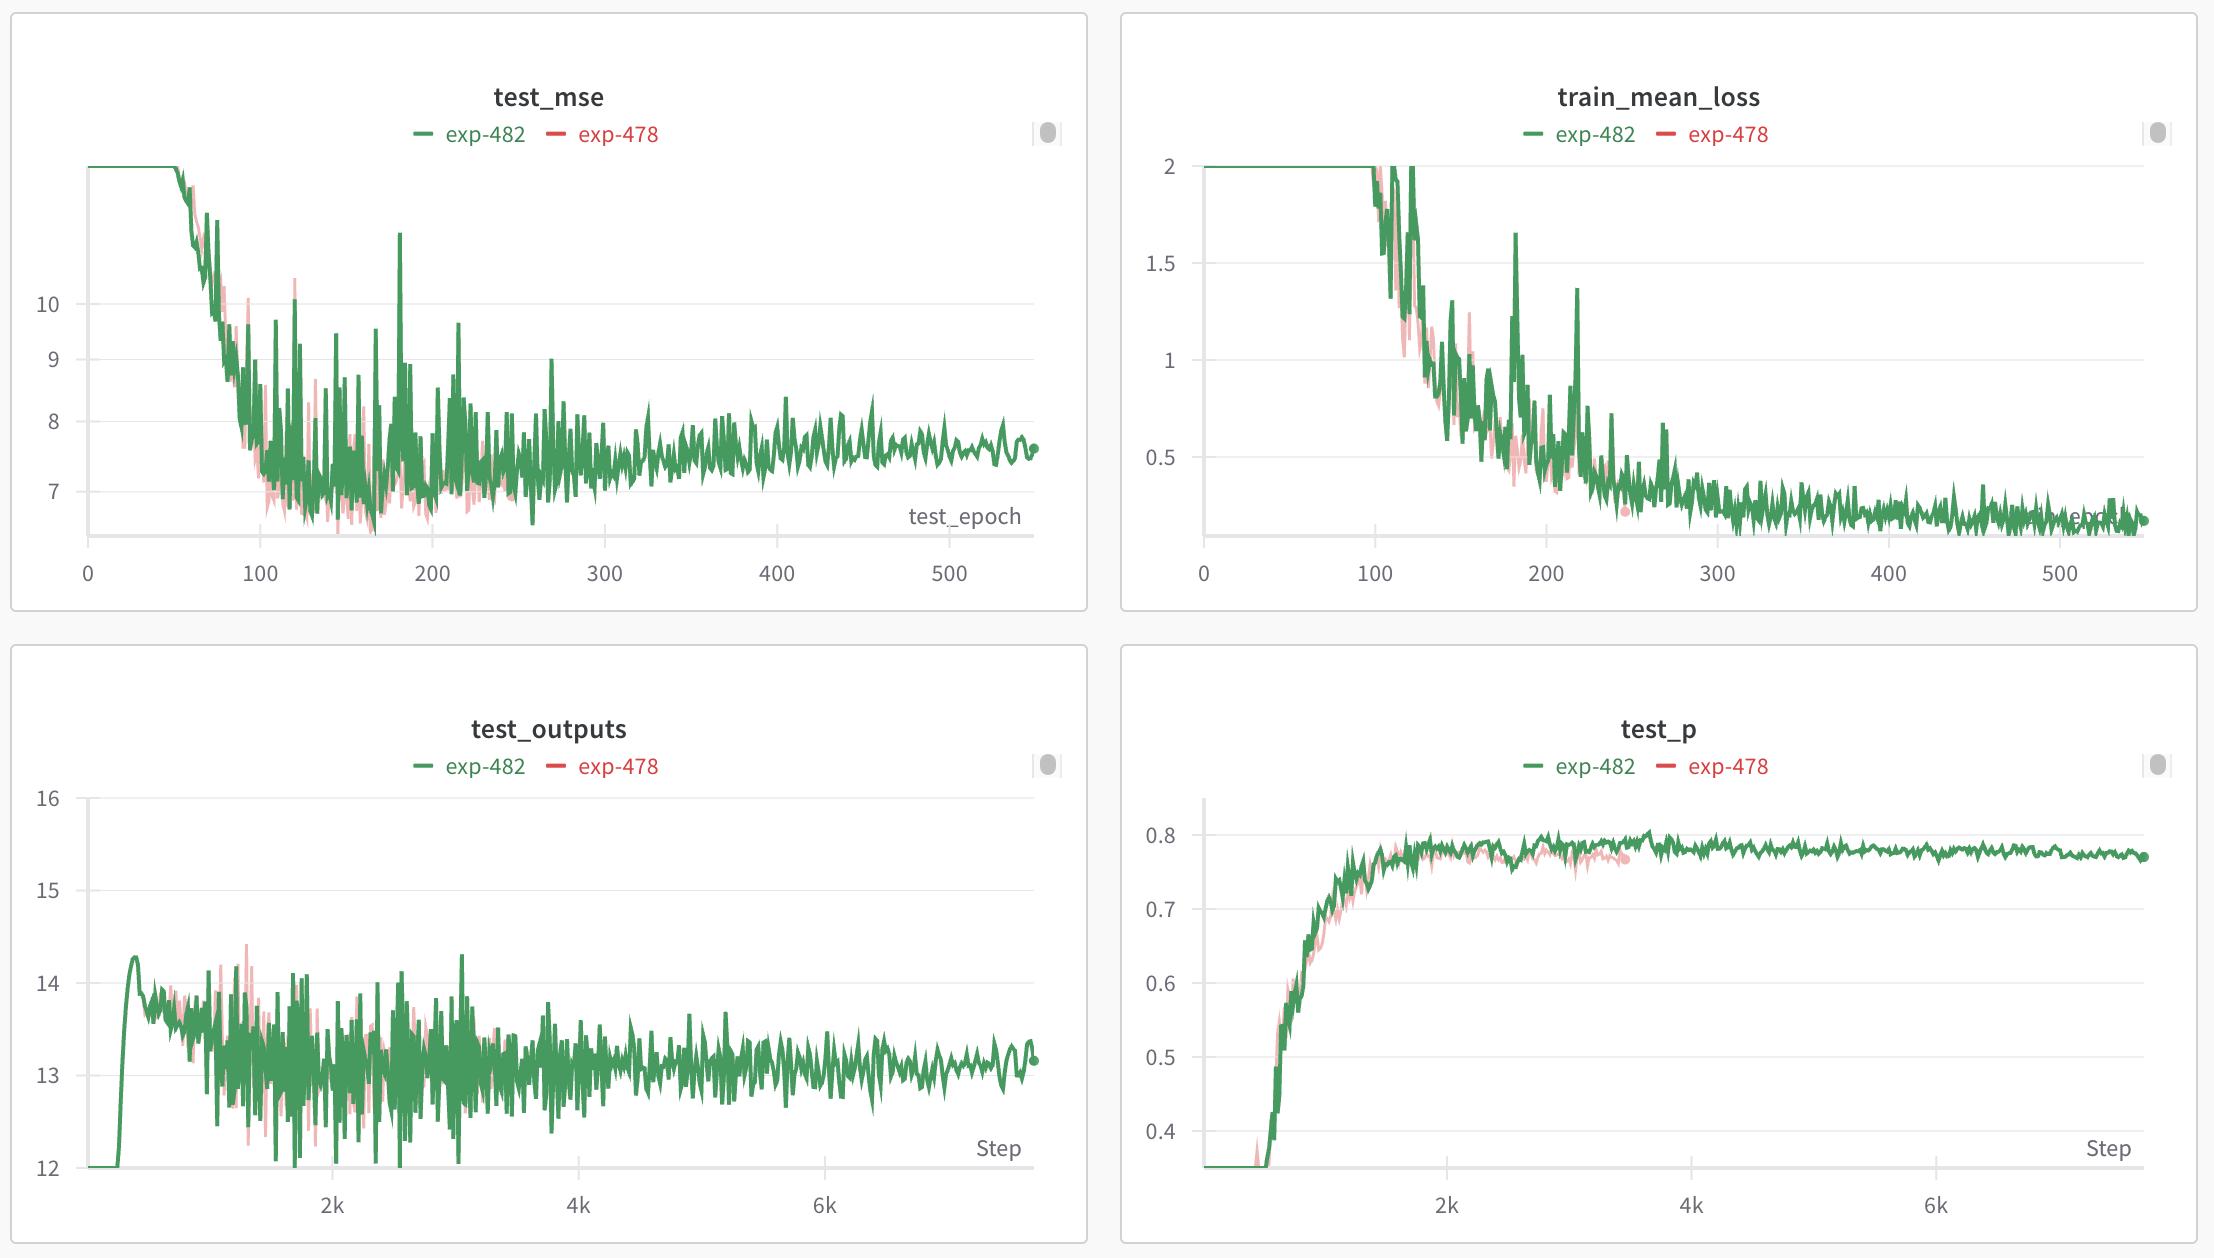 test_mse
exp-482 exp-478
10
9
8
7
test_epoch
0 100 200 300 400 500
train_mean_loss
exp-482 exp-478
2
1.5
1
0.5
0 100 200 300 400 500
test_outputs
exp-482 exp-478
16
15
14
13
12
Step
2k 4k 6k
test_p
exp-482 exp-478
0.8
0.7
0.6
0.5
0.4
Step
2k 4k 6k